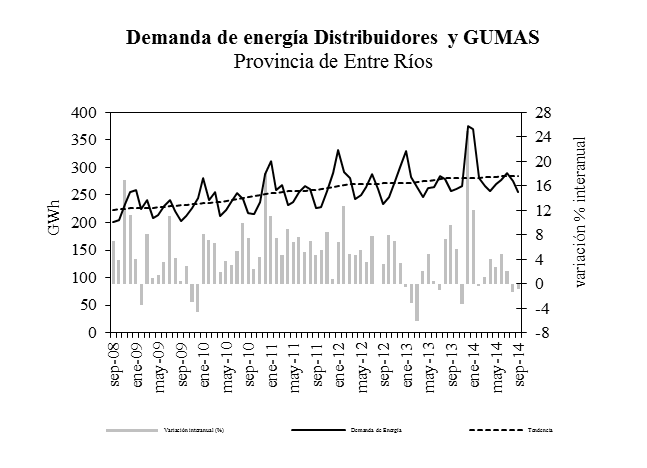 Demanda de energía Distribuidores y GUMAS
Provincia de Entre Ríos
400
350
300
250
200
150
100
50
0
GWh
28
24
20
16
12
8
4
0
-4
-8
variación % interanual
sep-08
ene-09
may-09
sep-09
ene-10
may-10
sep-10
ene-11
may-11
sep-11
ene-12
may-12
sep-12
ene-13
may-13
sep-13
ene-14
may-14
sep-14
Variación interanual (%)
Demanda de Energía
Tendencia